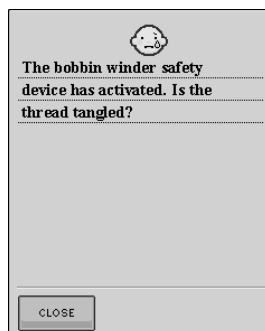 The bobbin winder safety
device has activated. Is the
thread tangled?
CLOSE